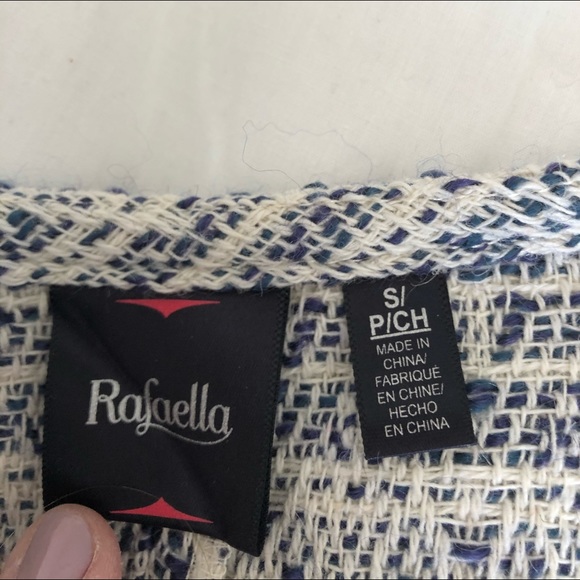 Rafaella
S/
P/CH
MADE IN
CHINA/
FABRIQUÉ
EN CHINE/
HECHO
EN CHINA